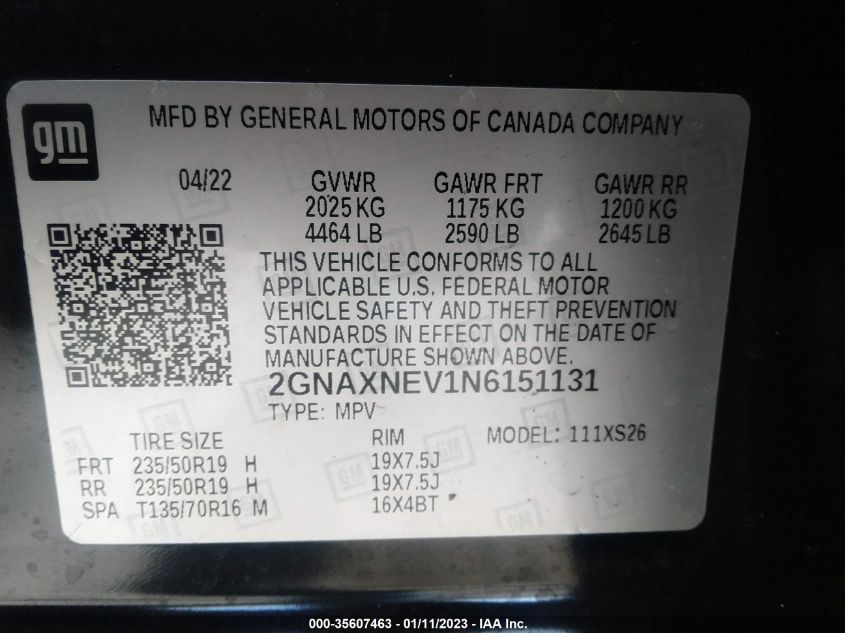 gm
MFD BY GENERAL MOTORS OF CANADA COMPANY
04/22 GVWR GAWR FRT GAWR RR
2025 KG 1175 KG 1200 KG
4464 LB 2590 LB 2645 LB
THIS VEHICLE CONFORMS TO ALL
APPLICABLE U.S. FEDERAL MOTOR
VEHICLE SAFETY AND THEFT PREVENTION
STANDARDS IN EFFECT ON THE DATE OF
MANUFACTURE SHOWN ABOVE.
2GNAXNEV1N6151131
TYPE: MPV
TIRE SIZE RIM MODEL: 111XS26
FRT 235/50R19 H 19X7.5J
RR 235/50R19 H 19X7.5J
SPA T135/70R16 M 16X4BT
000-35607463 - 01/11/2023 - © IAA Inc.